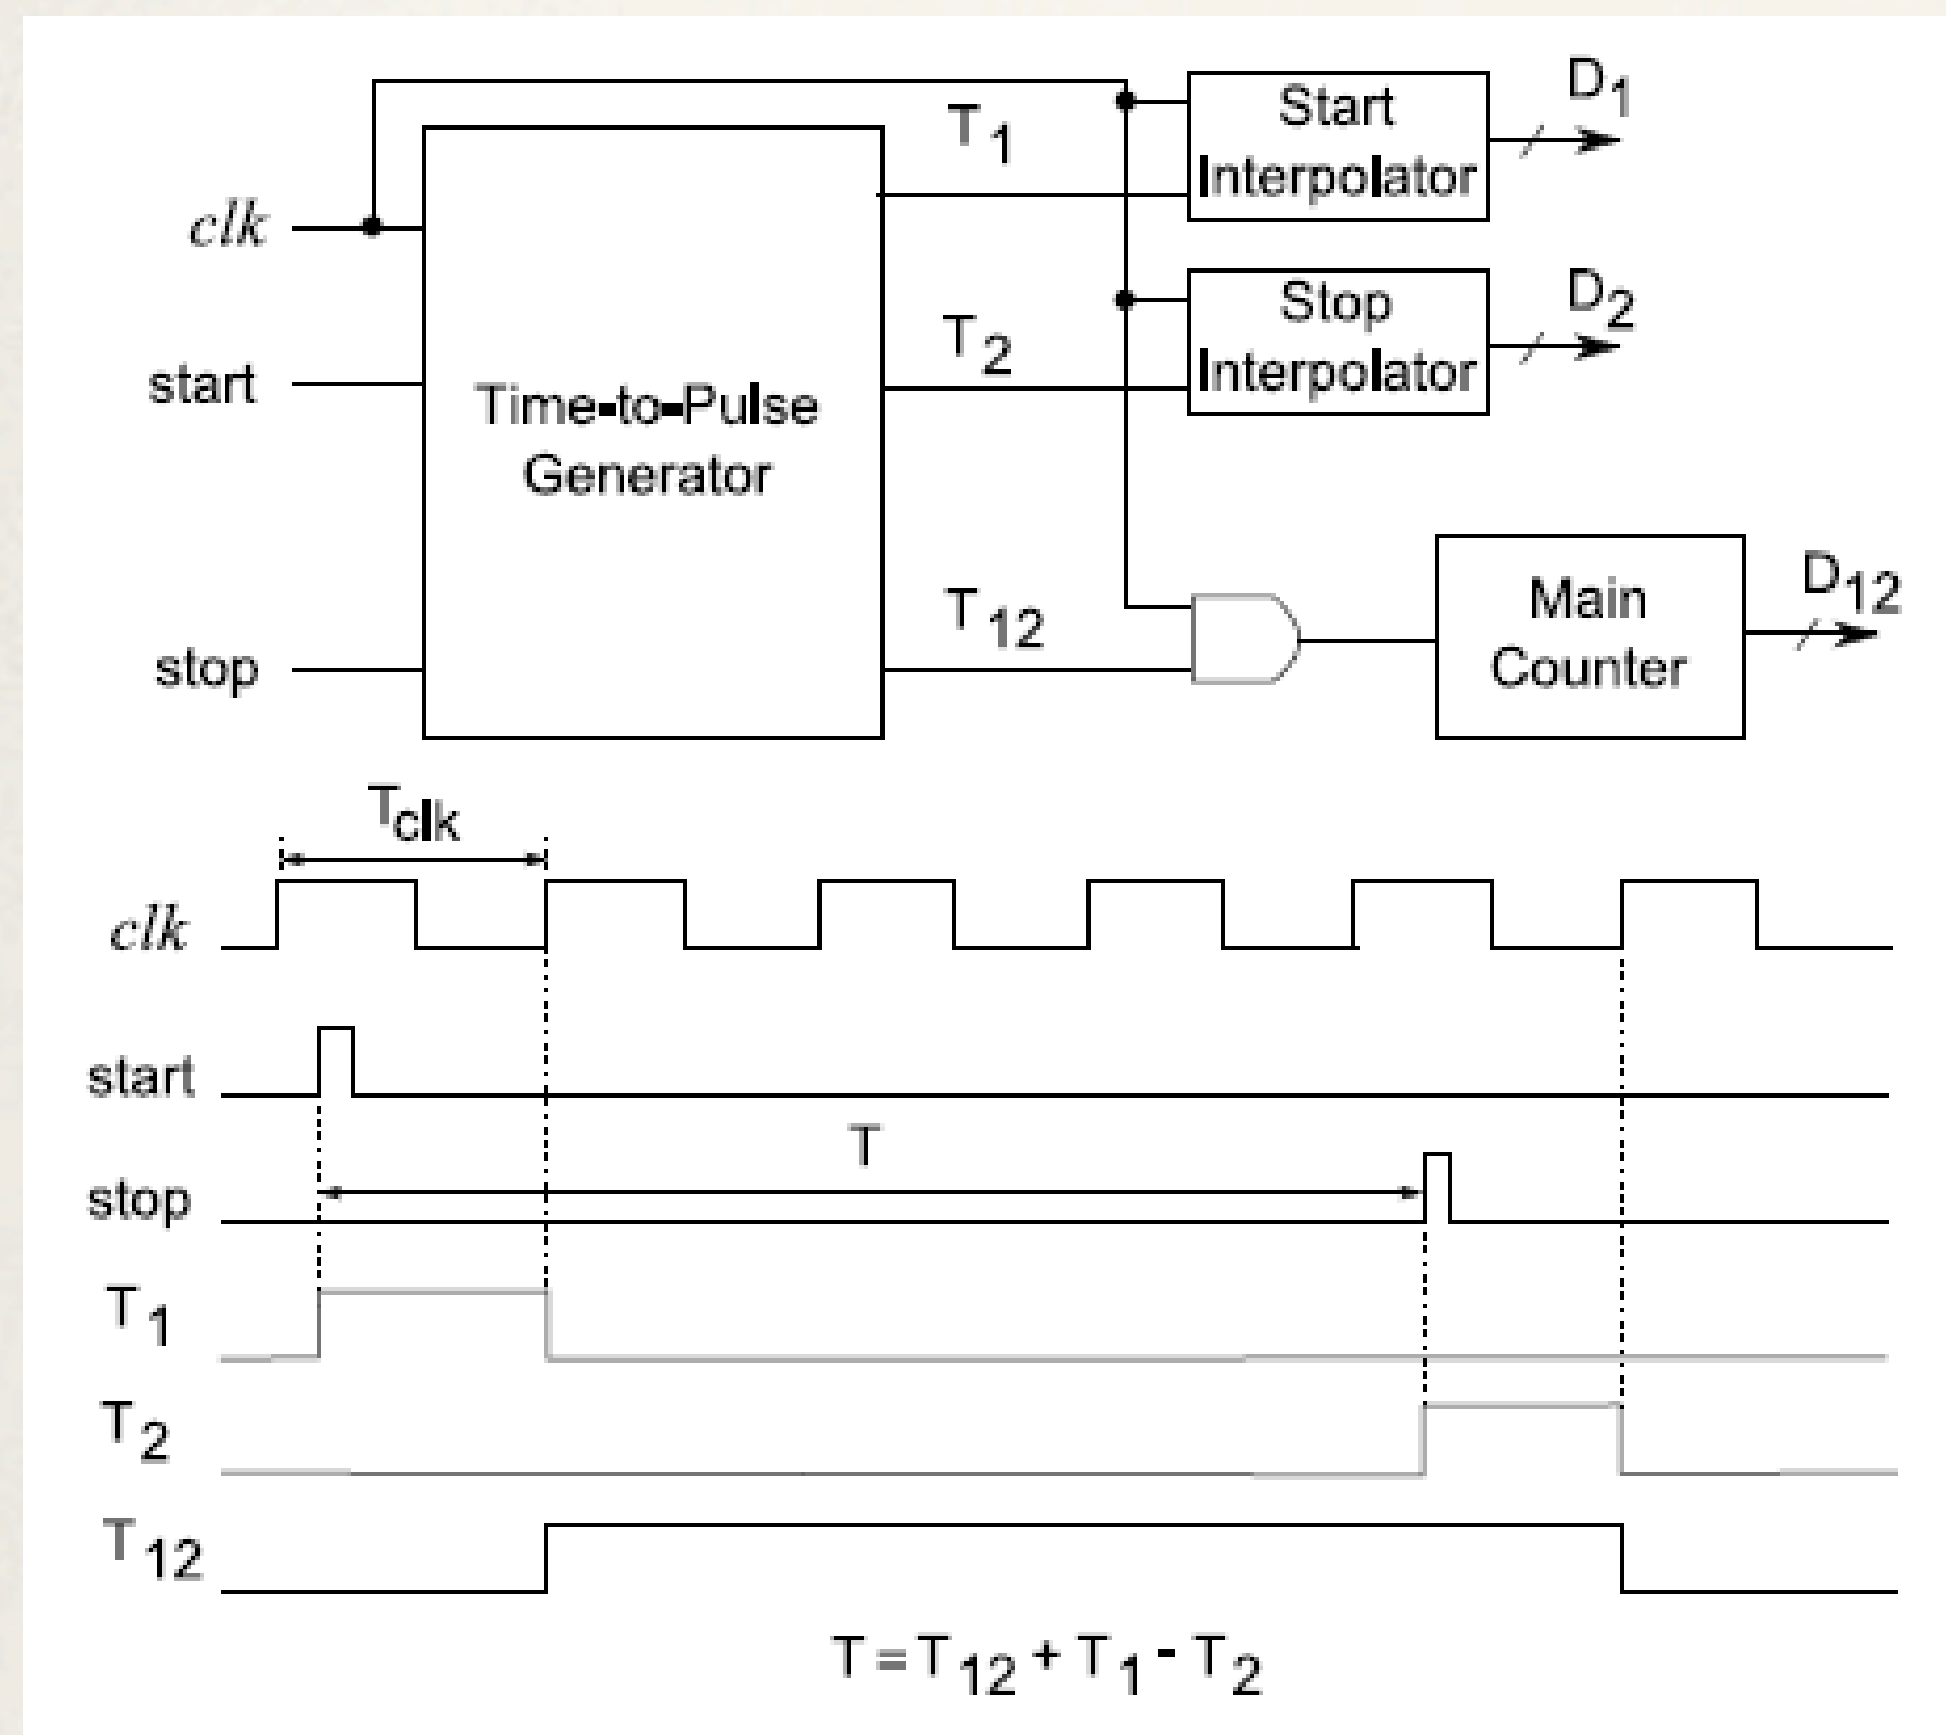 clk
start
stop
Time-to-Pulse
Generator
T1
T2
T12
Start
Interpolator
D1
Stop
Interpolator
D2
Main
Counter
D12
Tclk
clk
start
T
stop
T1
T2
T12
T = T12 + T1 - T2